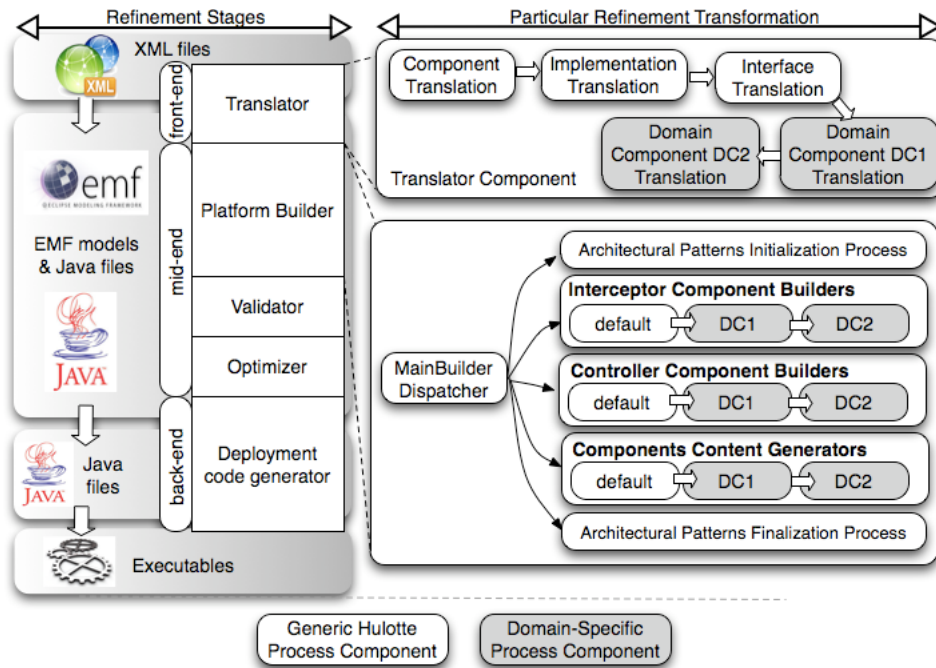 Refinement Stages
Particular Refinement Transformation
XML files
XML
front-end
Translator
emf
ECLIPSE MODELING FRAMEWORK
EMF models
& Java files
JAVA
mid-end
Platform Builder
Validator
Optimizer
JAVA
Java
files
back-end
Deployment
code generator
Executables
Component
Translation
Implementation
Translation
Interface
Translation
Domain
Component DC2
Translation
Domain
Component DC1
Translation
Translator Component
MainBuilder
Dispatcher
Architectural Patterns Initialization Process
Interceptor Component Builders
default
DC1
DC2
Controller Component Builders
default
DC1
DC2
Components Content Generators
default
DC1
DC2
Architectural Patterns Finalization Process
Generic Hulotte
Process Component
Domain-Specific
Process Component